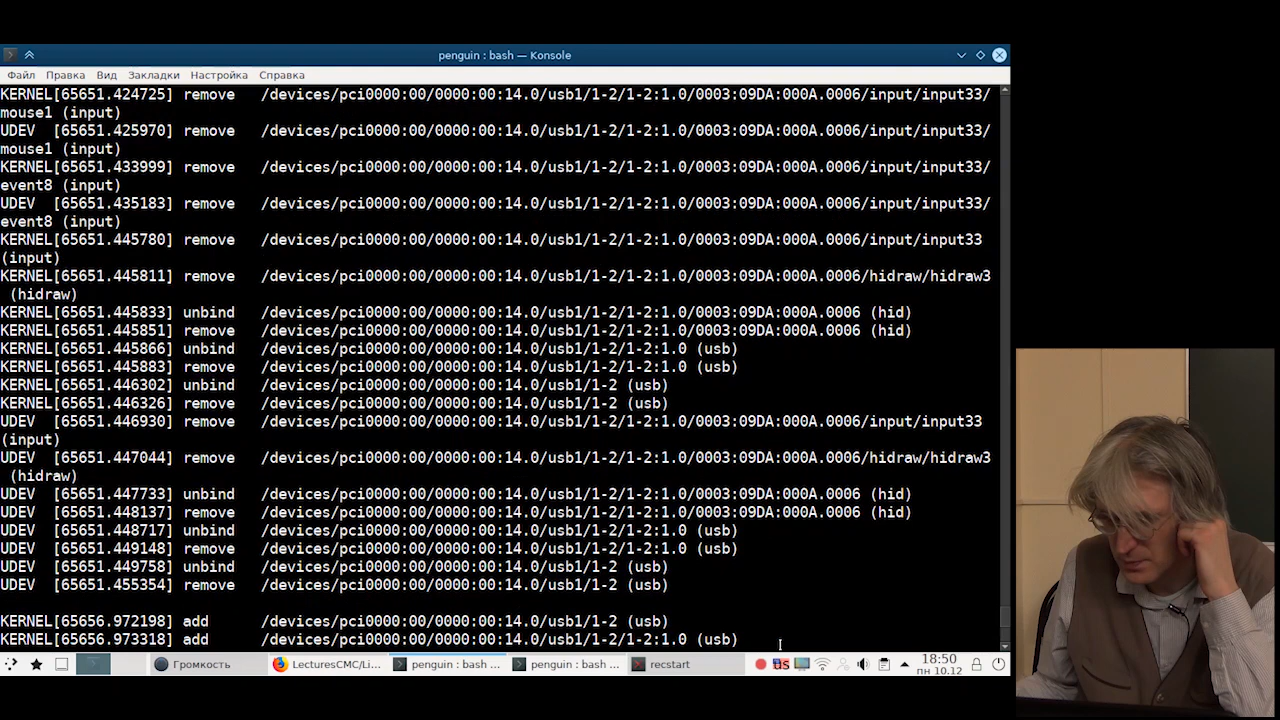 penguin : bash — Konsole
Файл Правка Вид Закладки Настройка Справка
KERNEL[65651.424725] remove /devices/pci0000:00/0000:00:14.0/usb1/1-2/1-2:1.0/0003:09DA:000A.0006/input/input33/
mouse1 (input)
UDEV [65651.425970] remove /devices/pci0000:00/0000:00:14.0/usb1/1-2/1-2:1.0/0003:09DA:000A.0006/input/input33/
mouse1 (input)
KERNEL[65651.433999] remove /devices/pci0000:00/0000:00:14.0/usb1/1-2/1-2:1.0/0003:09DA:000A.0006/input/input33/
event8 (input)
UDEV [65651.435183] remove /devices/pci0000:00/0000:00:14.0/usb1/1-2/1-2:1.0/0003:09DA:000A.0006/input/input33/
event8 (input)
KERNEL[65651.445780] remove /devices/pci0000:00/0000:00:14.0/usb1/1-2/1-2:1.0/0003:09DA:000A.0006/input/input33
(input)
KERNEL[65651.445811] remove /devices/pci0000:00/0000:00:14.0/usb1/1-2/1-2:1.0/0003:09DA:000A.0006/hidraw/hidraw3
(hidraw)
KERNEL[65651.445833] unbind /devices/pci0000:00/0000:00:14.0/usb1/1-2/1-2:1.0/0003:09DA:000A.0006 (hid)
KERNEL[65651.445851] remove /devices/pci0000:00/0000:00:14.0/usb1/1-2/1-2:1.0/0003:09DA:000A.0006 (hid)
KERNEL[65651.445866] unbind /devices/pci0000:00/0000:00:14.0/usb1/1-2/1-2:1.0 (usb)
KERNEL[65651.445883] remove /devices/pci0000:00/0000:00:14.0/usb1/1-2/1-2:1.0 (usb)
KERNEL[65651.446302] unbind /devices/pci0000:00/0000:00:14.0/usb1/1-2 (usb)
KERNEL[65651.446326] remove /devices/pci0000:00/0000:00:14.0/usb1/1-2 (usb)
UDEV [65651.446930] remove /devices/pci0000:00/0000:00:14.0/usb1/1-2/1-2:1.0/0003:09DA:000A.0006/input/input33
(input)
UDEV [65651.447044] remove /devices/pci0000:00/0000:00:14.0/usb1/1-2/1-2:1.0/0003:09DA:000A.0006/hidraw/hidraw3
(hidraw)
UDEV [65651.447733] unbind /devices/pci0000:00/0000:00:14.0/usb1/1-2/1-2:1.0/0003:09DA:000A.0006 (hid)
UDEV [65651.448137] remove /devices/pci0000:00/0000:00:14.0/usb1/1-2/1-2:1.0/0003:09DA:000A.0006 (hid)
UDEV [65651.448717] unbind /devices/pci0000:00/0000:00:14.0/usb1/1-2/1-2:1.0 (usb)
UDEV [65651.449148] remove /devices/pci0000:00/0000:00:14.0/usb1/1-2/1-2:1.0 (usb)
UDEV [65651.449758] unbind /devices/pci0000:00/0000:00:14.0/usb1/1-2 (usb)
UDEV [65651.455354] remove /devices/pci0000:00/0000:00:14.0/usb1/1-2 (usb)
KERNEL[65656.972198] add /devices/pci0000:00/0000:00:14.0/usb1/1-2 (usb)
KERNEL[65656.973318] add /devices/pci0000:00/0000:00:14.0/usb1/1-2/1-2:1.0 (usb)
Громкость LecturesCMC/Li... penguin : bash ... penguin : bash ... recstart us 18:50
пн 10.12